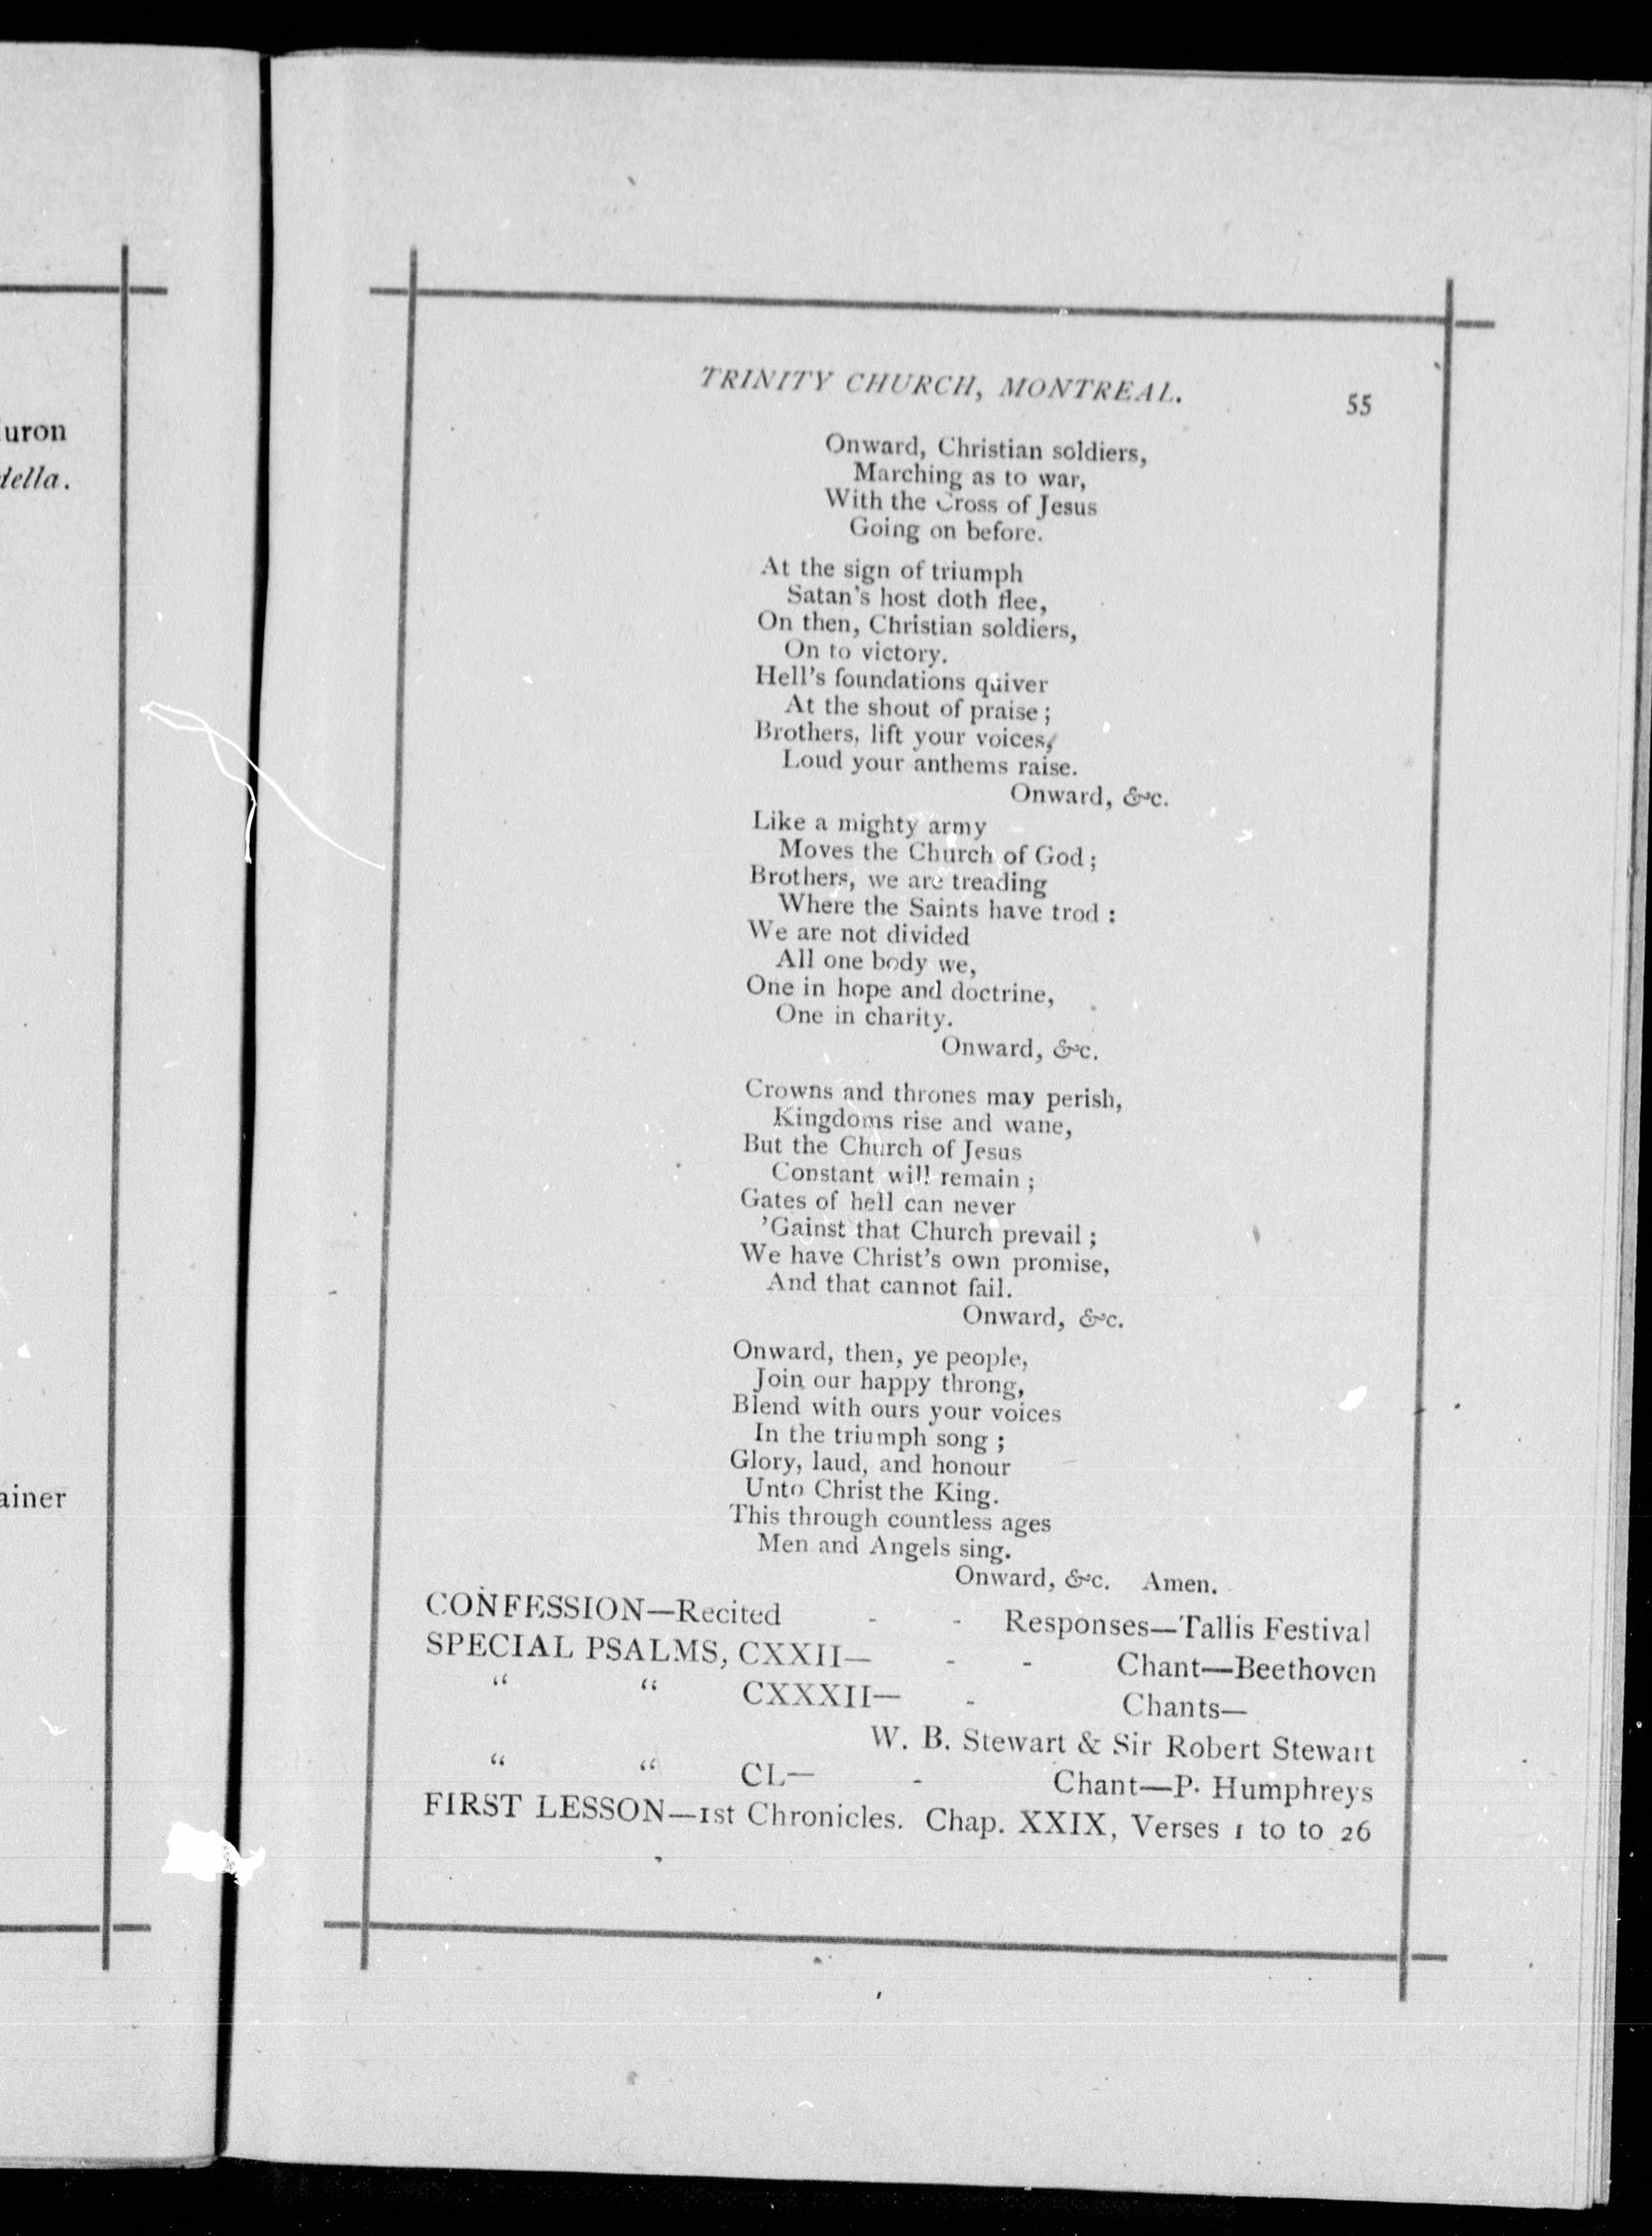 uron
della.
ainer
TRINITY CHURCH, MONTREAL. 55
Onward, Christian soldiers,
Marching as to war,
With the Cross of Jesus
Going on before.
At the sign of triumph
Satan's host doth flee,
On then, Christian soldiers,
On to victory.
Hell's foundations quiver
At the shout of praise ;
Brothers, lift your voices,
Loud your anthems raise.
Onward, &c.
Like a mighty army
Moves the Church of God ;
Brothers, we are treading
Where the Saints have trod :
We are not divided
All one body we,
One in hope and doctrine,
One in charity.
Onward, &c.
Crowns and thrones may perish,
Kingdoms rise and wane,
But the Church of Jesus
Constant will remain ;
Gates of hell can never
'Gainst that Church prevail ;
We have Christ's own promise,
And that cannot fail.
Onward, &c.
Onward, then, ye people,
Join our happy throng,
Blend with ours your voices
In the triumph song ;
Glory, laud, and honour
Unto Christ the King.
This through countless ages
Men and Angels sing.
Onward, &c. Amen.
CONFESSION—Recited - - Responses—Tallis Festival
SPECIAL PSALMS, CXXII— - - Chant—Beethoven
" " CXXXII— - Chants—
W. B. Stewart & Sir Robert Stewart
" " CL— - Chant—P. Humphreys
FIRST LESSON—1st Chronicles. Chap. XXIX, Verses 1 to to 26